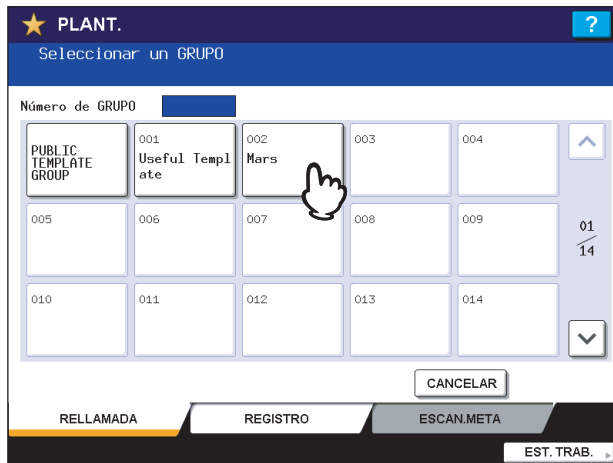 PLANT.
?
Seleccionar un GRUPO
Número de GRUPO
PUBLIC
TEMPLATE
GROUP
001
Useful Templ
ate
002
Mars
003
004
005
006
007
008
009
01
14
010
011
012
013
014
CANCELAR
RELLAMADA
REGISTRO
ESCAN.META
EST. TRAB.